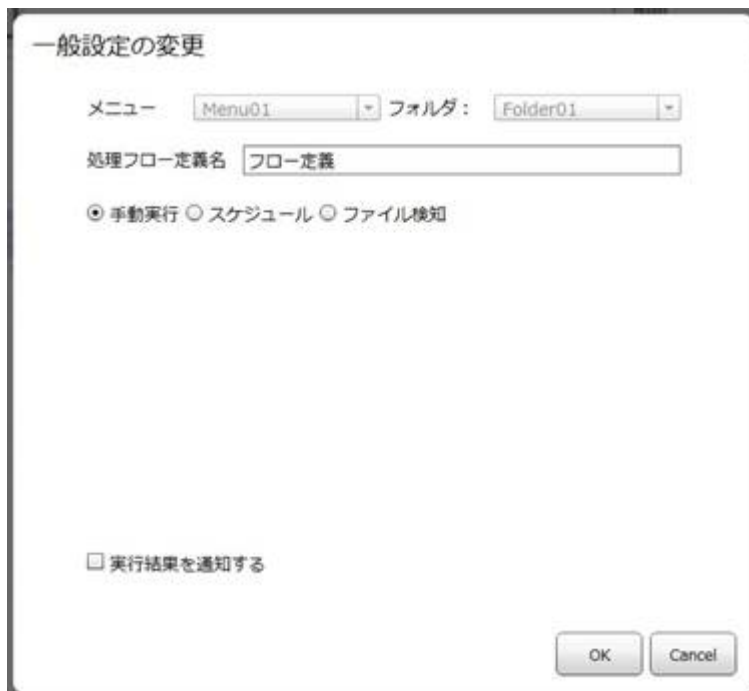 一般設定の変更
メニュー Menu01 フォルダ： Folder01
処理フロー定義名 フロー定義
手動実行 スケジュール ファイル検知
実行結果を通知する
OK Cancel